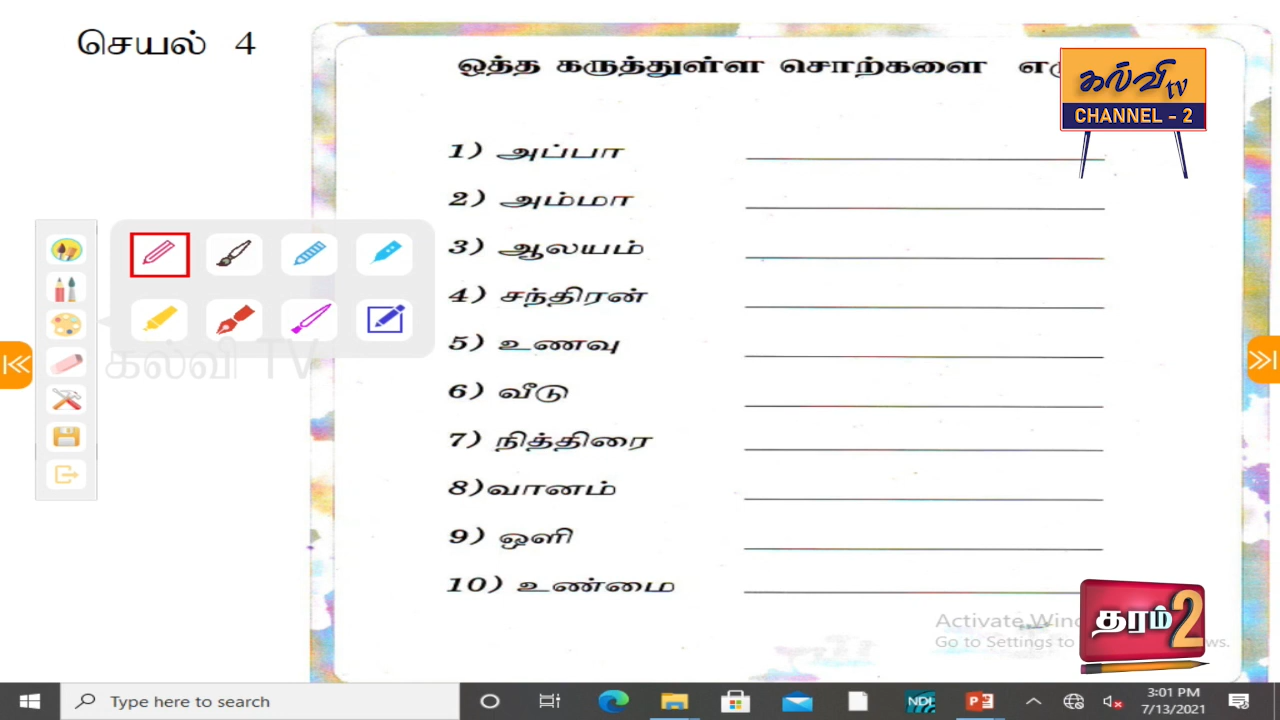 செயல் 4
ஒத்த கருத்துள்ள சொற்களை
கல்வி tv
CHANNEL - 2
1) அப்பா
2) அம்மா
3) ஆலயம்
4) சந்திரன்
5) உணவு
6) வீடு
7) நித்திரை
8)வானம்
9) ஒளி
10) உண்மை
கல்வி TV
Activate
Go to Settings to
தரம் 2
Type here to search
NDI
3:01 PM
7/13/2021